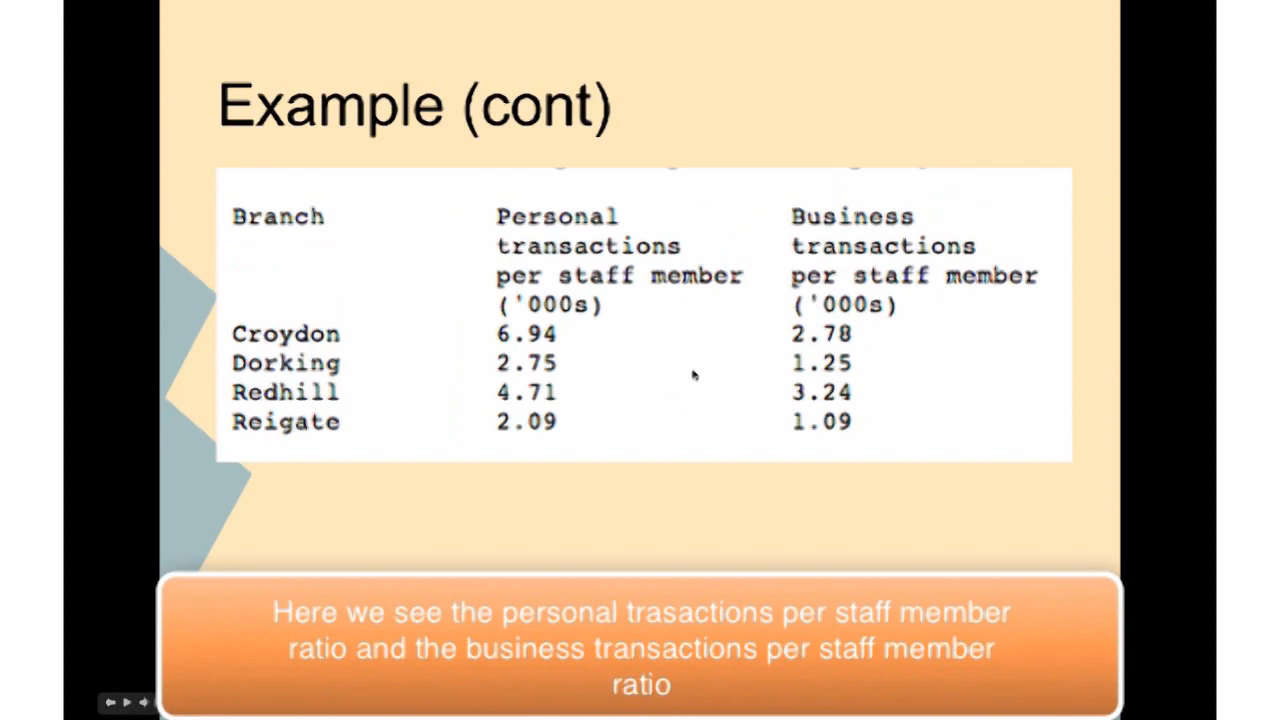 Example (cont)
Branch Personal Business
transactions transactions
per staff member per staff member
('000s) ('000s)
Croydon 6.94 2.78
Dorking 2.75 1.25
Redhill 4.71 3.24
Reigate 2.09 1.09
Here we see the personal trasactions per staff member
ratio and the business transactions per staff member
ratio